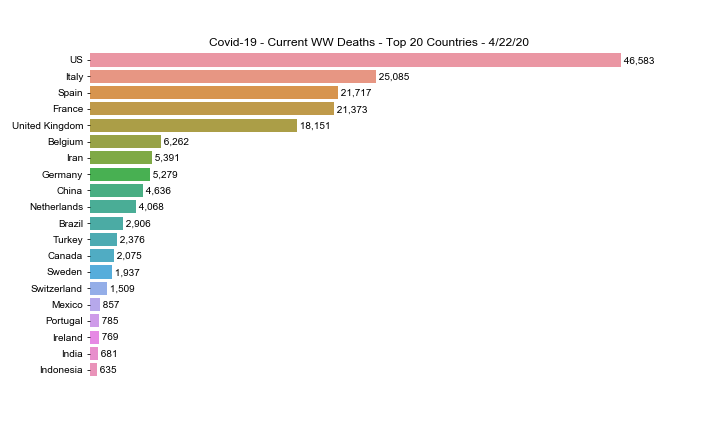 Covid-19 - Current WW Deaths - Top 20 Countries - 4/22/20
US 46,583
Italy 25,085
Spain 21,717
France 21,373
United Kingdom 18,151
Belgium 6,262
Iran 5,391
Germany 5,279
China 4,636
Netherlands 4,068
Brazil 2,906
Turkey 2,376
Canada 2,075
Sweden 1,937
Switzerland 1,509
Mexico 857
Portugal 785
Ireland 769
India 681
Indonesia 635